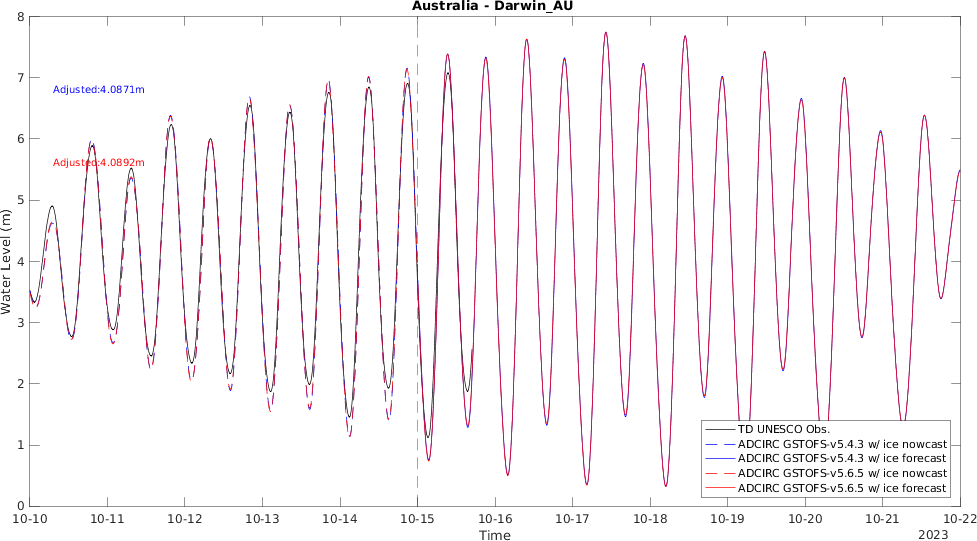 Australia - Darwin_AU
8
7
6
5
4
3
2
1
0
Water Level (m)
Adjusted:4.0871m
Adjusted:4.0892m
TD UNESCO Obs.
ADCIRC GSTOFS-v5.4.3 w/ ice nowcast
ADCIRC GSTOFS-v5.4.3 w/ ice forecast
ADCIRC GSTOFS-v5.6.5 w/ ice nowcast
ADCIRC GSTOFS-v5.6.5 w/ ice forecast
10-10 10-11 10-12 10-13 10-14 10-15 10-16 10-17 10-18 10-19 10-20 10-21 10-22
Time
2023